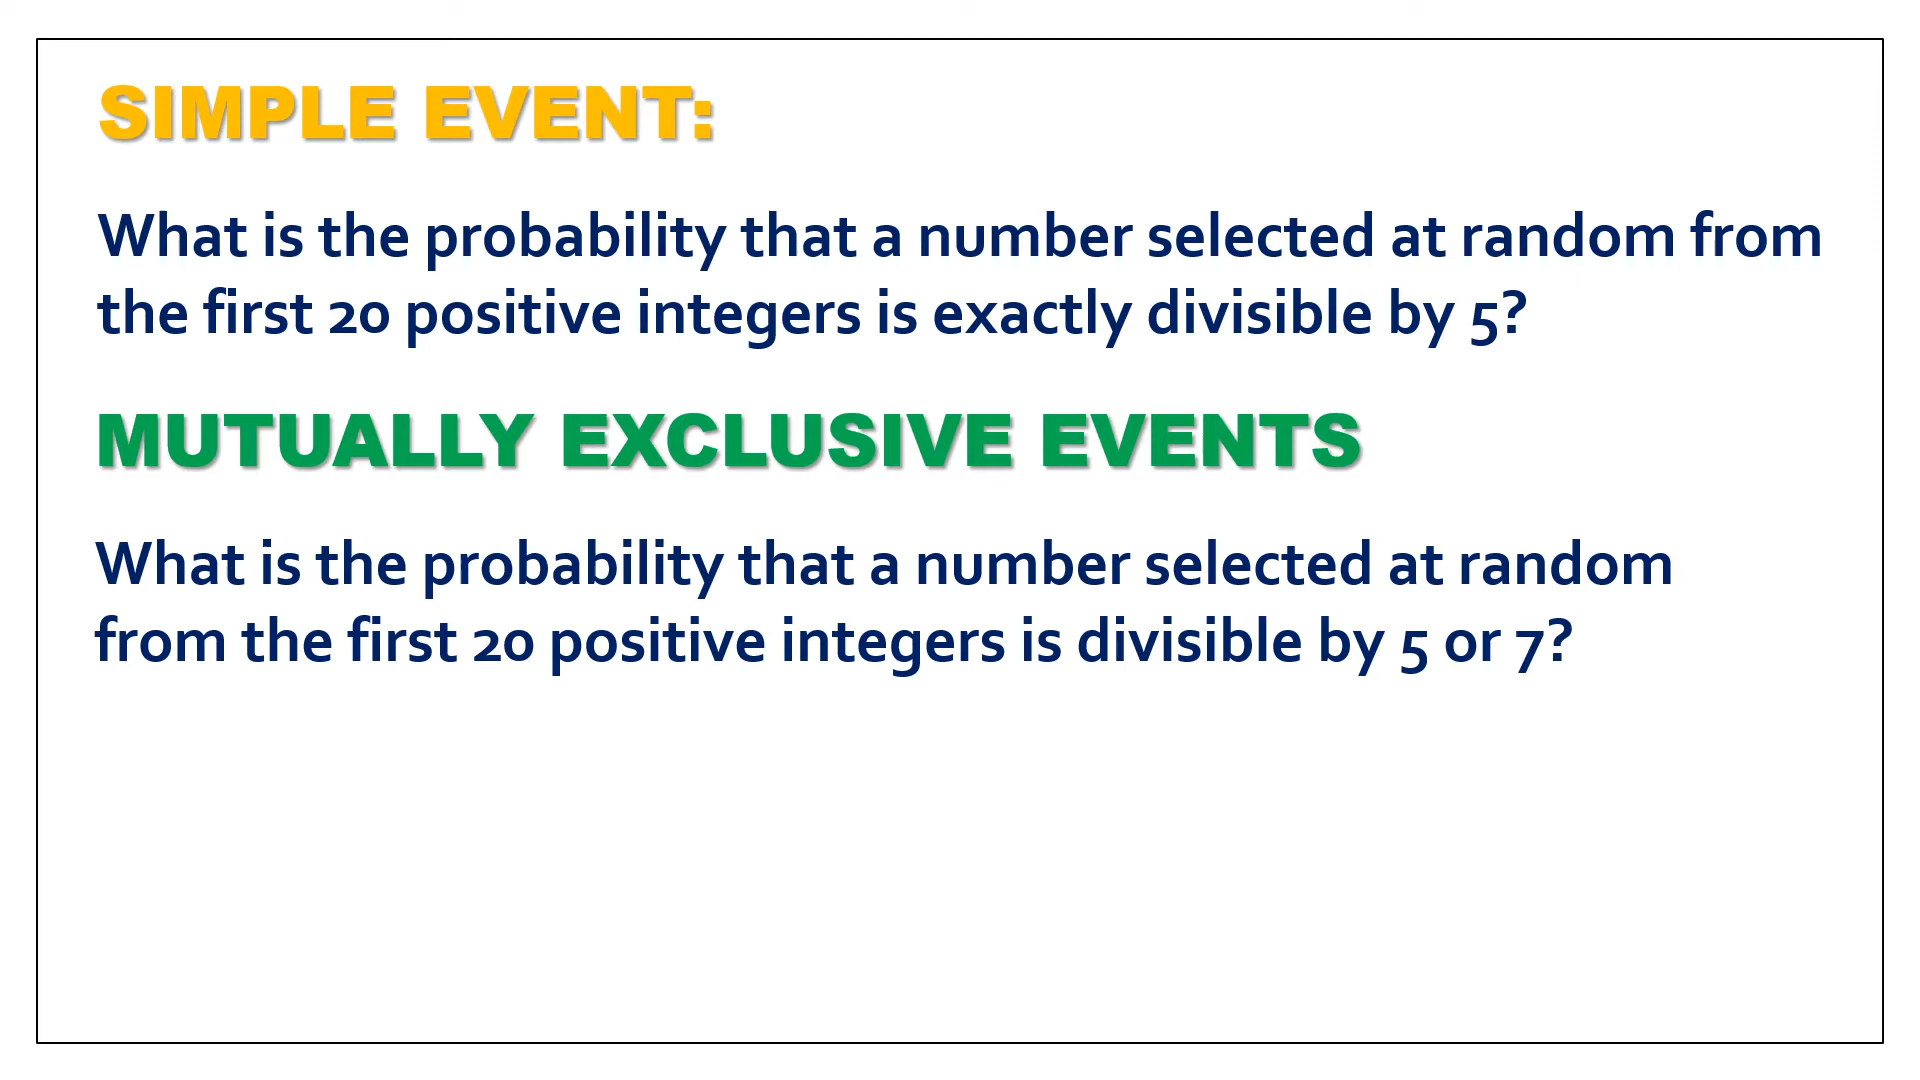 SIMPLE EVENT:
What is the probability that a number selected at random from
the first 20 positive integers is exactly divisible by 5?
MUTUALLY EXCLUSIVE EVENTS
What is the probability that a number selected at random
from the first 20 positive integers is divisible by 5 or 7?